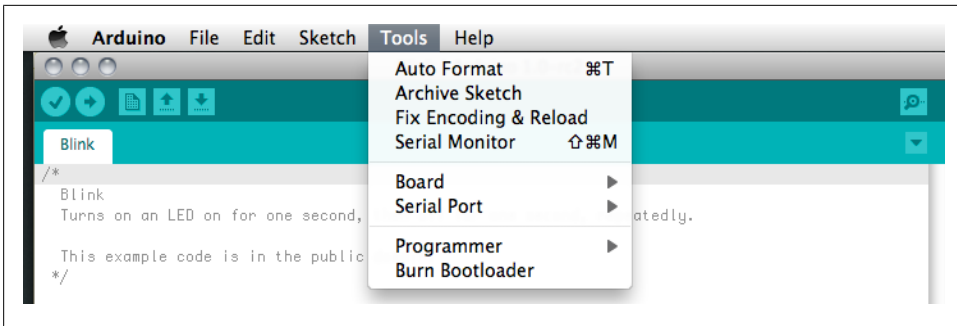 Arduino File Edit Sketch Tools Help
Auto Format ⌘T
Archive Sketch
Fix Encoding & Reload
Serial Monitor ⇧⌘M
Board
Serial Port
Programmer
Burn Bootloader
Blink
/*
Blink
Turns on an LED on for one second, atedly.
This example code is in the public
*/